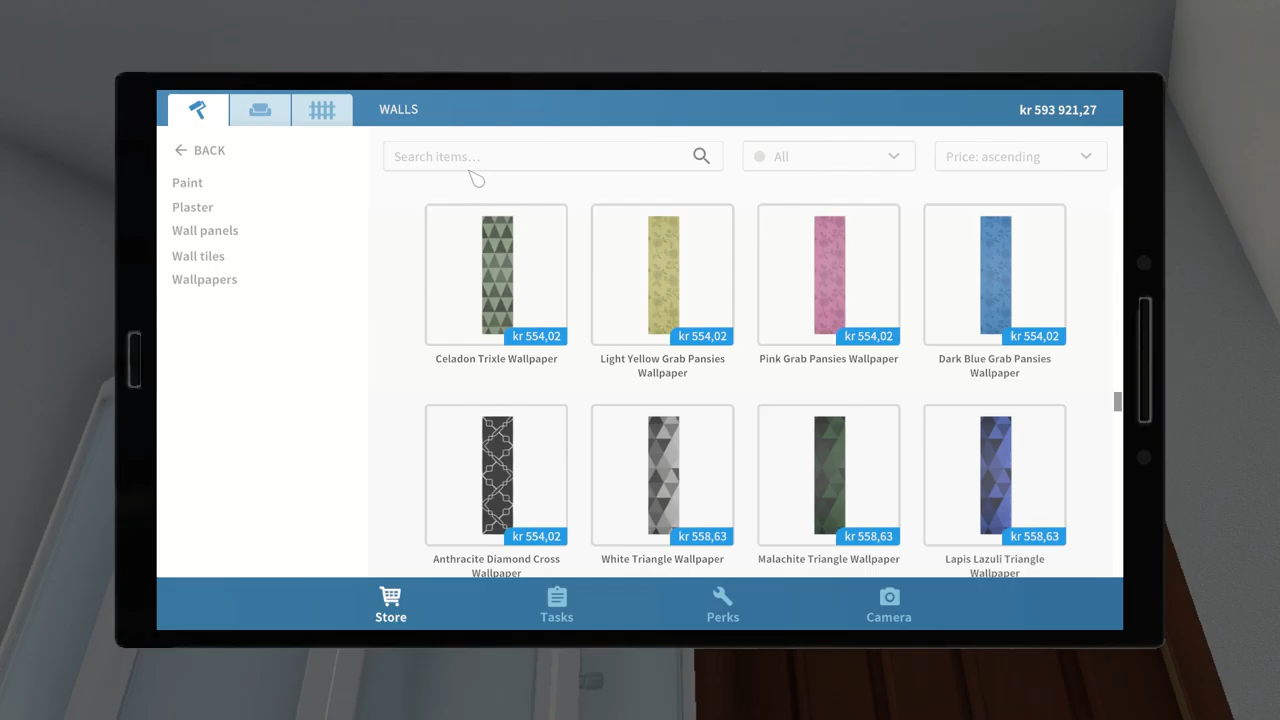 WALLS
kr 593 921,27
BACK
Search items...
All
Price: ascending
Paint
Plaster
Wall panels
Wall tiles
Wallpapers
kr 554,02
kr 554,02
kr 554,02
kr 554,02
Celadon Trixle Wallpaper
Light Yellow Grab Pansies
Wallpaper
Pink Grab Pansies Wallpaper
Dark Blue Grab Pansies
Wallpaper
kr 554,02
kr 558,63
kr 558,63
kr 558,63
Anthracite Diamond Cross
Wallpaper
White Triangle Wallpaper
Malachite Triangle Wallpaper
Lapis Lazuli Triangle
Wallpaper
Store
Tasks
Perks
Camera